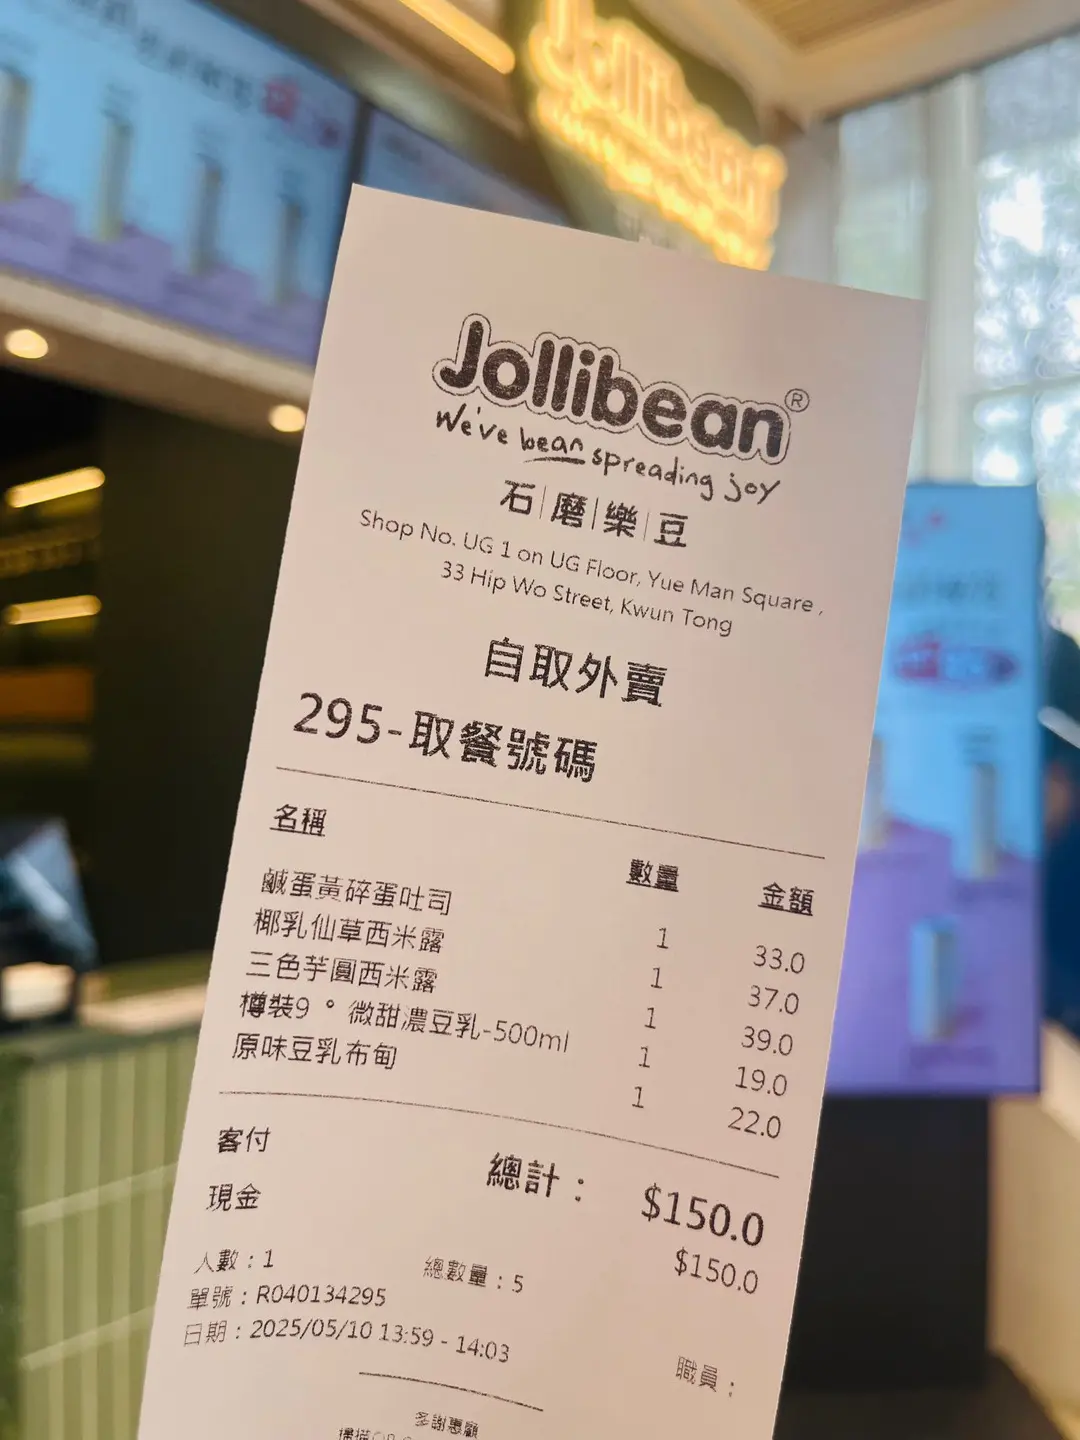 Jollibean
Jollibean®
We've bean spreading joy
石|磨|樂|豆
Shop No. UG 1 on UG Floor, Yue Man Square,
33 Hip Wo Street, Kwun Tong
自取外賣
295-取餐號碼
名稱 數量 金額
鹹蛋黃碎蛋吐司 1 33.0
椰乳仙草西米露 1 37.0
三色芋圓西米露 1 39.0
樽裝9 ° 微甜濃豆乳-500ml 1 19.0
原味豆乳布甸 1 22.0
客付 總計： $150.0
現金 $150.0
人數：1 總數量：5
單號：R040134295
日期：2025/05/10 13:59 - 14:03 職員：
多謝惠顧